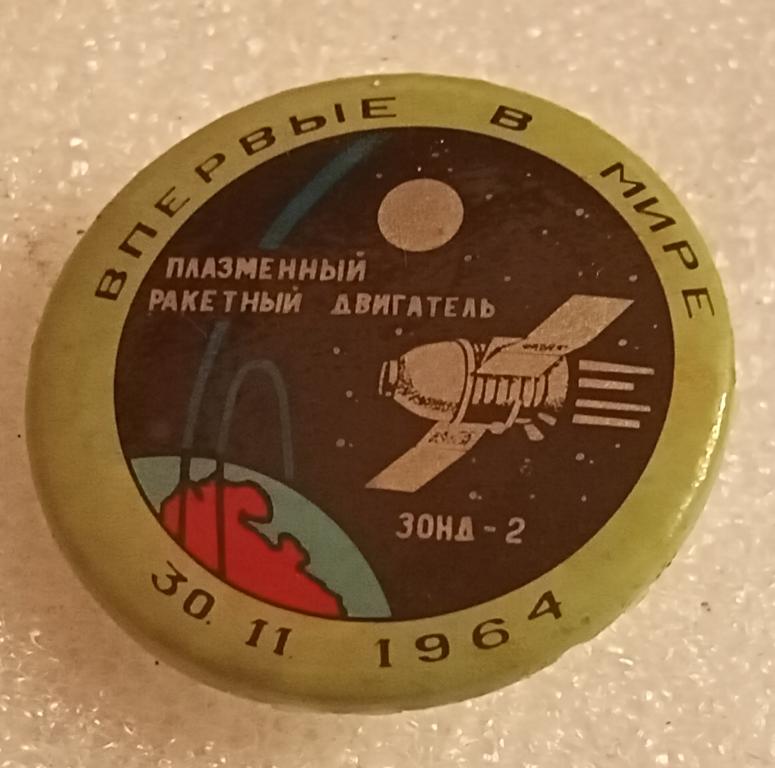 ВПЕРВЫЕ В МИРЕ
ПЛАЗМЕННЫЙ
РАКЕТНЫЙ ДВИГАТЕЛЬ
ЗОНД-2
30.11.1964